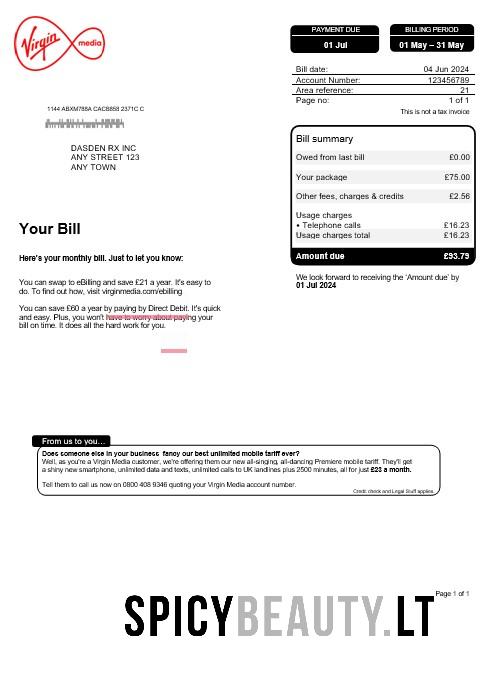 Virgin media
PAYMENT DUE
01 Jul
BILLING PERIOD
01 May – 31 May
Bill date: 04 Jun 2024
Account Number: 123456789
Area reference: 21
Page no: 1 of 1
This is not a tax invoice
1144 ABXM788A CACB858 2371C C
DASDEN RX INC
ANY STREET 123
ANY TOWN
Bill summary
Owed from last bill £0.00
Your package £75.00
Other fees, charges & credits £2.56
Usage charges
• Telephone calls £16.23
Usage charges total £16.23
Amount due £93.79
We look forward to receiving the 'Amount due' by
01 Jul 2024
Your Bill
Here's your monthly bill. Just to let you know:
You can swap to eBilling and save £21 a year. It's easy to
do. To find out how, visit virginmedia.com/ebilling
You can save £60 a year by paying by Direct Debit. It's quick
and easy. Plus, you won't have to worry about paying your
bill on time. It does all the hard work for you.
From us to you...
Does someone else in your business fancy our best unlimited mobile tariff ever?
Well, as you're a Virgin Media customer, we're offering them our new all-singing, all-dancing Premiere mobile tariff. They'll get
a shiny new smartphone, unlimited data and texts, unlimited calls to UK landlines plus 2500 minutes, all for just £23 a month.
Tell them to call us now on 0800 408 9346 quoting your Virgin Media account number.
Credit check and Legal Stuff applies.
Page 1 of 1
SPICYBEAUTY.LT